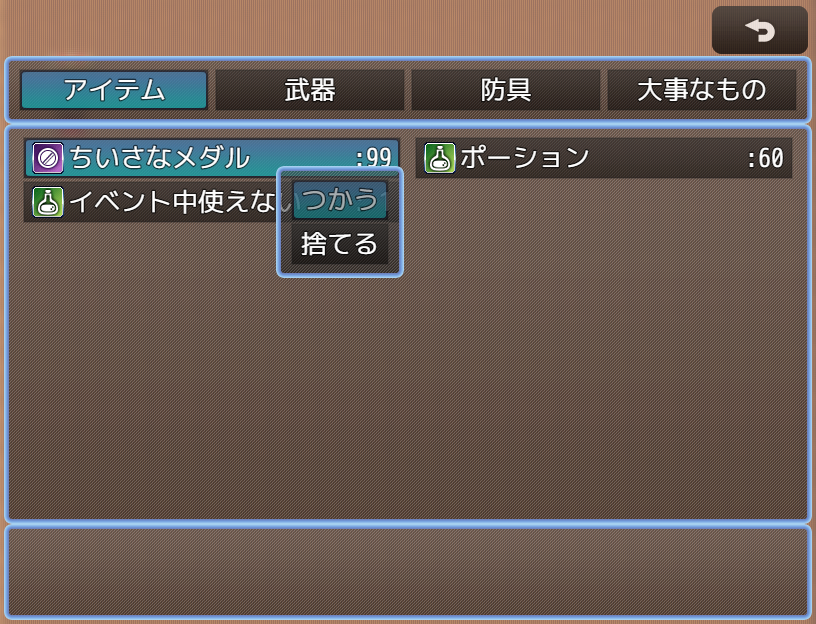 アイテム 武器 防具 大事なもの
ちいさなメダル :99 ポーション :60
イベント中使えない
つかう
捨てる